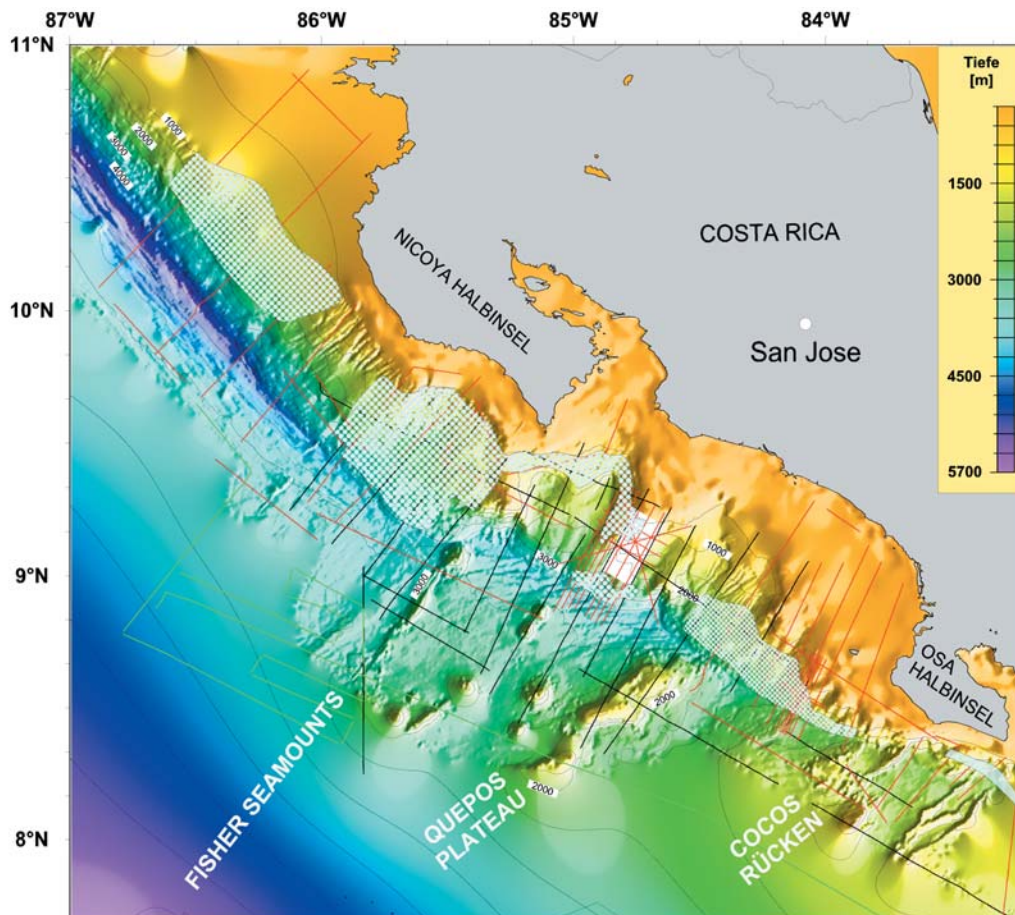 87°W
86°W
85°W
84°W
11°N
Tiefe
[m]
1000
2000
3000
4000
1500
COSTA RICA
NICOYA HALBINSEL
3000
10°N
San Jose
4500
5700
1000
3000
9°N
3000
2000
OSA
HALBINSEL
2000
FISHER SEAMOUNTS
QUEPOS
PLATEAU
2000
COCOS
RÜCKEN
8°N